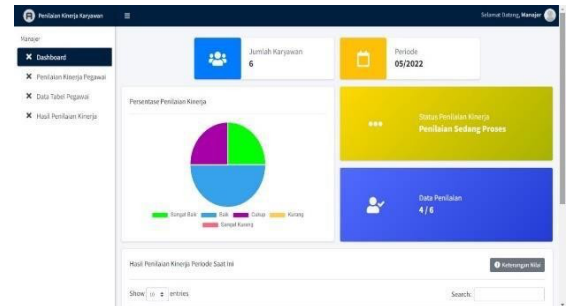 Penilaian Kinerja Karyawan
Selamat Datang, Manajer
Manajer
Dashboard
Penilaian Kinerja Pegawai
Data Tabel Pegawai
Hasil Penilaian Kinerja
Jumlah Karyawan
6
Periode
05/2022
Persentase Penilaian Kinerja
Sangat Baik
Baik
Cukup
Kurang
Sangat Kurang
Status Penilaian Kinerja
Penilaian Sedang Proses
Data Penilaian
4 / 6
Hasil Penilaian Kinerja Periode Saat Ini
Keterangan Nilai
Show 10 entries
Search: